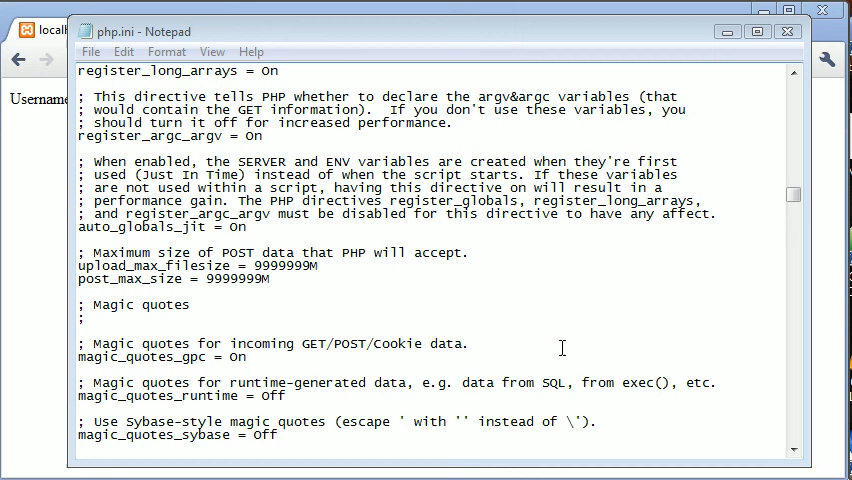 localh
php.ini - Notepad
File Edit Format View Help
Username
register_long_arrays = On
; This directive tells PHP whether to declare the argv&argc variables (that
; would contain the GET information).  If you don't use these variables, you
; should turn it off for increased performance.
register_argc_argv = On
; When enabled, the SERVER and ENV variables are created when they're first
; used (Just In Time) instead of when the script starts. If these variables
; are not used within a script, having this directive on will result in a
; performance gain. The PHP directives register_globals, register_long_arrays,
; and register_argc_argv must be disabled for this directive to have any affect.
auto_globals_jit = On
; Maximum size of POST data that PHP will accept.
upload_max_filesize = 9999999M
post_max_size = 9999999M
; Magic quotes
;
; Magic quotes for incoming GET/POST/Cookie data.
magic_quotes_gpc = On
; Magic quotes for runtime-generated data, e.g. data from SQL, from exec(), etc.
magic_quotes_runtime = Off
; Use Sybase-style magic quotes (escape ' with '' instead of \').
magic_quotes_sybase = Off